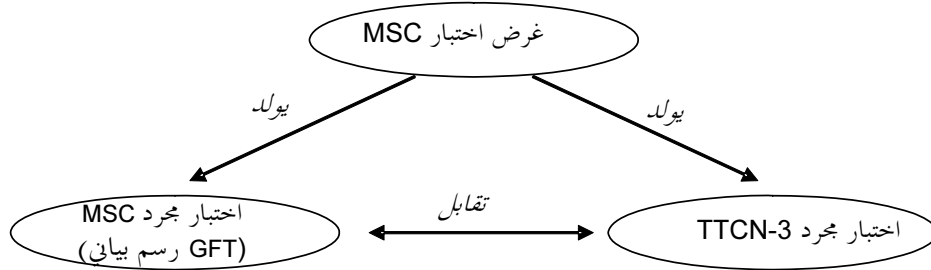 غرض اختبار MSC
يولد
يولد
تقابل
اختبار مجرد TTCN-3
اختبار مجرد MSC
(رسم بياني GFT)